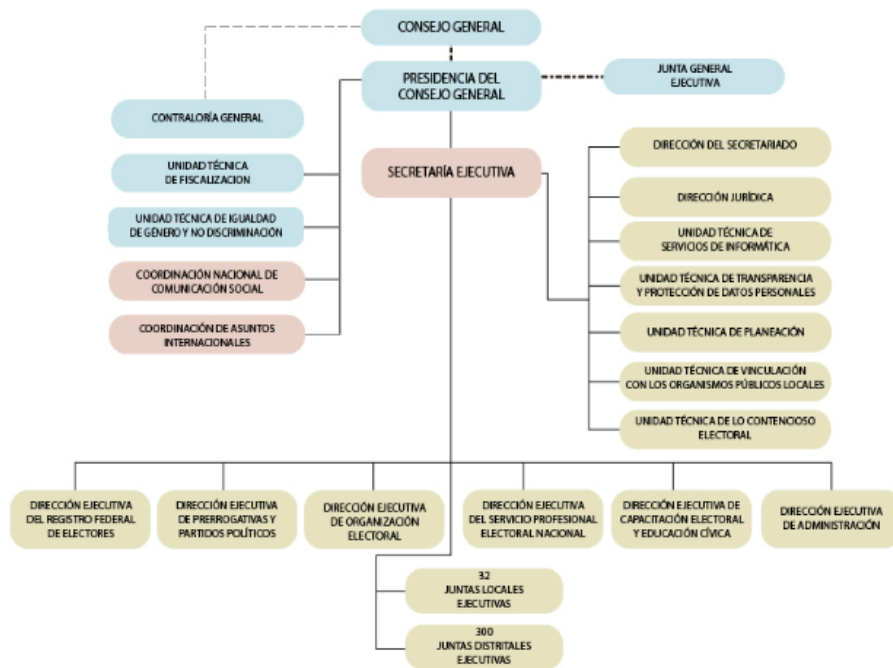 CONSEJO GENERAL
PRESIDENCIA DEL
CONSEJO GENERAL
JUNTA GENERAL
EJECUTIVA
CONTRALORÍA GENERAL
UNIDAD TÉCNICA
DE FISCALIZACION
UNIDAD TÉCNICA DE IGUALDAD
DE GÉNERO Y NO DISCRIMINACIÓN
COORDINACIÓN NACIONAL DE
COMUNICACIÓN SOCIAL
COORDINACIÓN DE ASUNTOS
INTERNACIONALES
SECRETARÍA EJECUTIVA
DIRECCIÓN DEL SECRETARIADO
DIRECCIÓN JURÍDICA
UNIDAD TÉCNICA DE
SERVICIOS DE INFORMÁTICA
UNIDAD TÉCNICA DE TRANSPARENCIA
Y PROTECCIÓN DE DATOS PERSONALES
UNIDAD TÉCNICA DE PLANEACIÓN
UNIDAD TÉCNICA DE VINCULACIÓN
CON LOS ORGANISMOS PÚBLICOS LOCALES
UNIDAD TÉCNICA DE LO CONTENCIOSO
ELECTORAL
DIRECCIÓN EJECUTIVA
DEL REGISTRO FEDERAL
DE ELECTORES
DIRECCIÓN EJECUTIVA
DE PRERROGATIVAS Y
PARTIDOS POLÍTICOS
DIRECCIÓN EJECUTIVA
DE ORGANIZACIÓN
ELECTORAL
DIRECCIÓN EJECUTIVA
DEL SERVICIO PROFESIONAL
ELECTORAL NACIONAL
DIRECCIÓN EJECUTIVA DE
CAPACITACIÓN ELECTORAL
Y EDUCACIÓN CÍVICA
DIRECCIÓN EJECUTIVA
DE ADMINISTRACIÓN
32
JUNTAS LOCALES
EJECUTIVAS
300
JUNTAS DISTRITALES
EJECUTIVAS